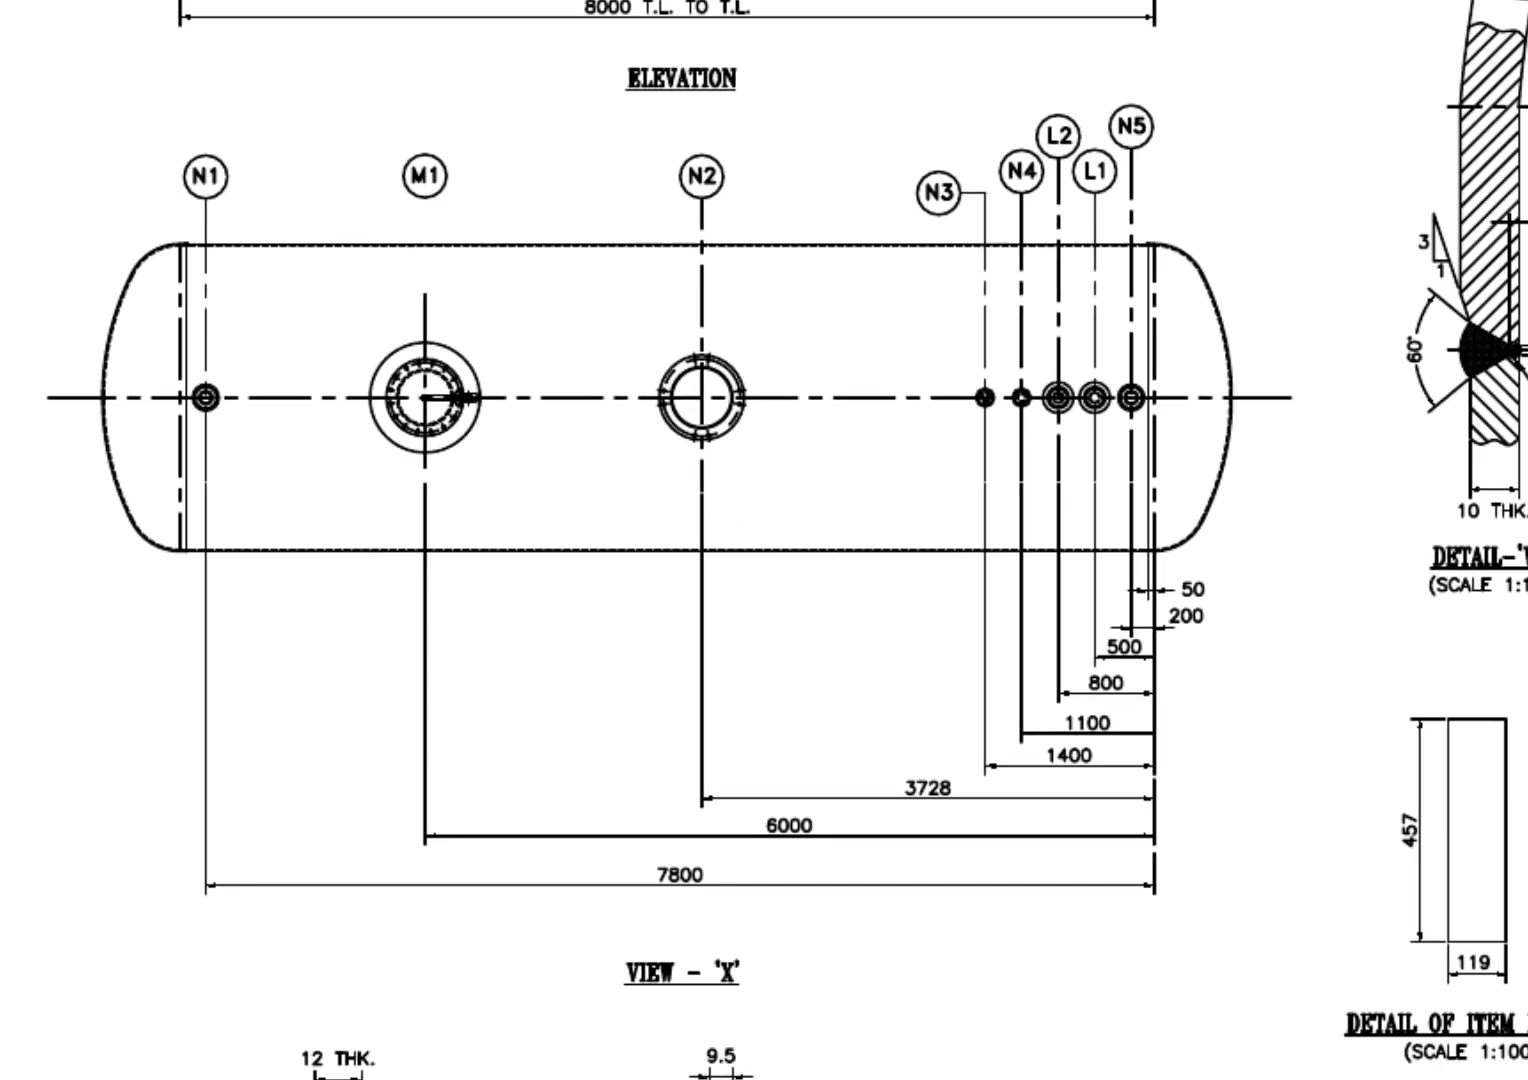 8000 T.L. TO T.L.
ELEVATION
N1
M1
N2
N3
N4
L2
L1
N5
50
200
500
800
1100
1400
3728
6000
7800
VIEW - 'X'
12 THK.
9.5
3
1
60°
10 THK.
DETAIL-'
(SCALE 1:1
457
119
DETAIL OF ITEM
(SCALE 1:100